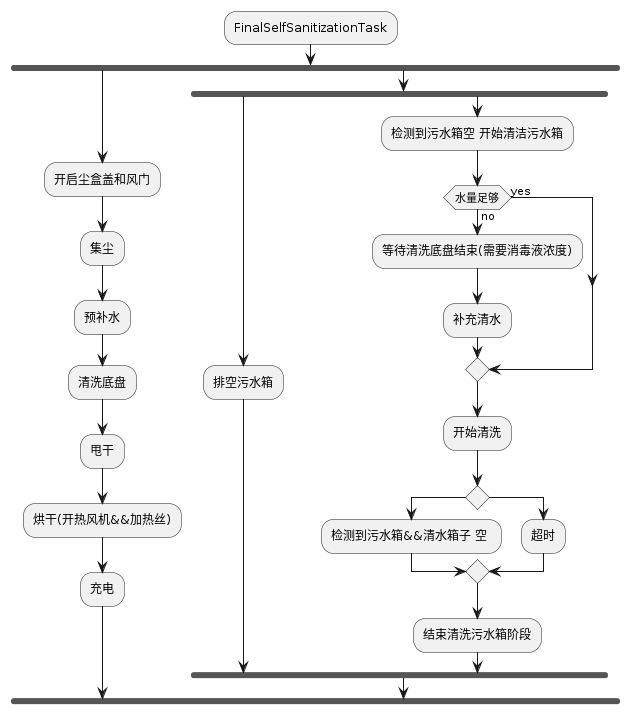 FinalSelfSanitizationTask
开启尘盒盖和风门
集尘
预补水
清洗底盘
甩干
烘干(开热风机&&加热丝)
充电
排空污水箱
检测到污水箱空 开始清洁污水箱
水量足够
yes
no
等待清洗底盘结束(需要消毒液浓度)
补充清水
开始清洗
检测到污水箱&&清水箱子 空
超时
结束清洗污水箱阶段